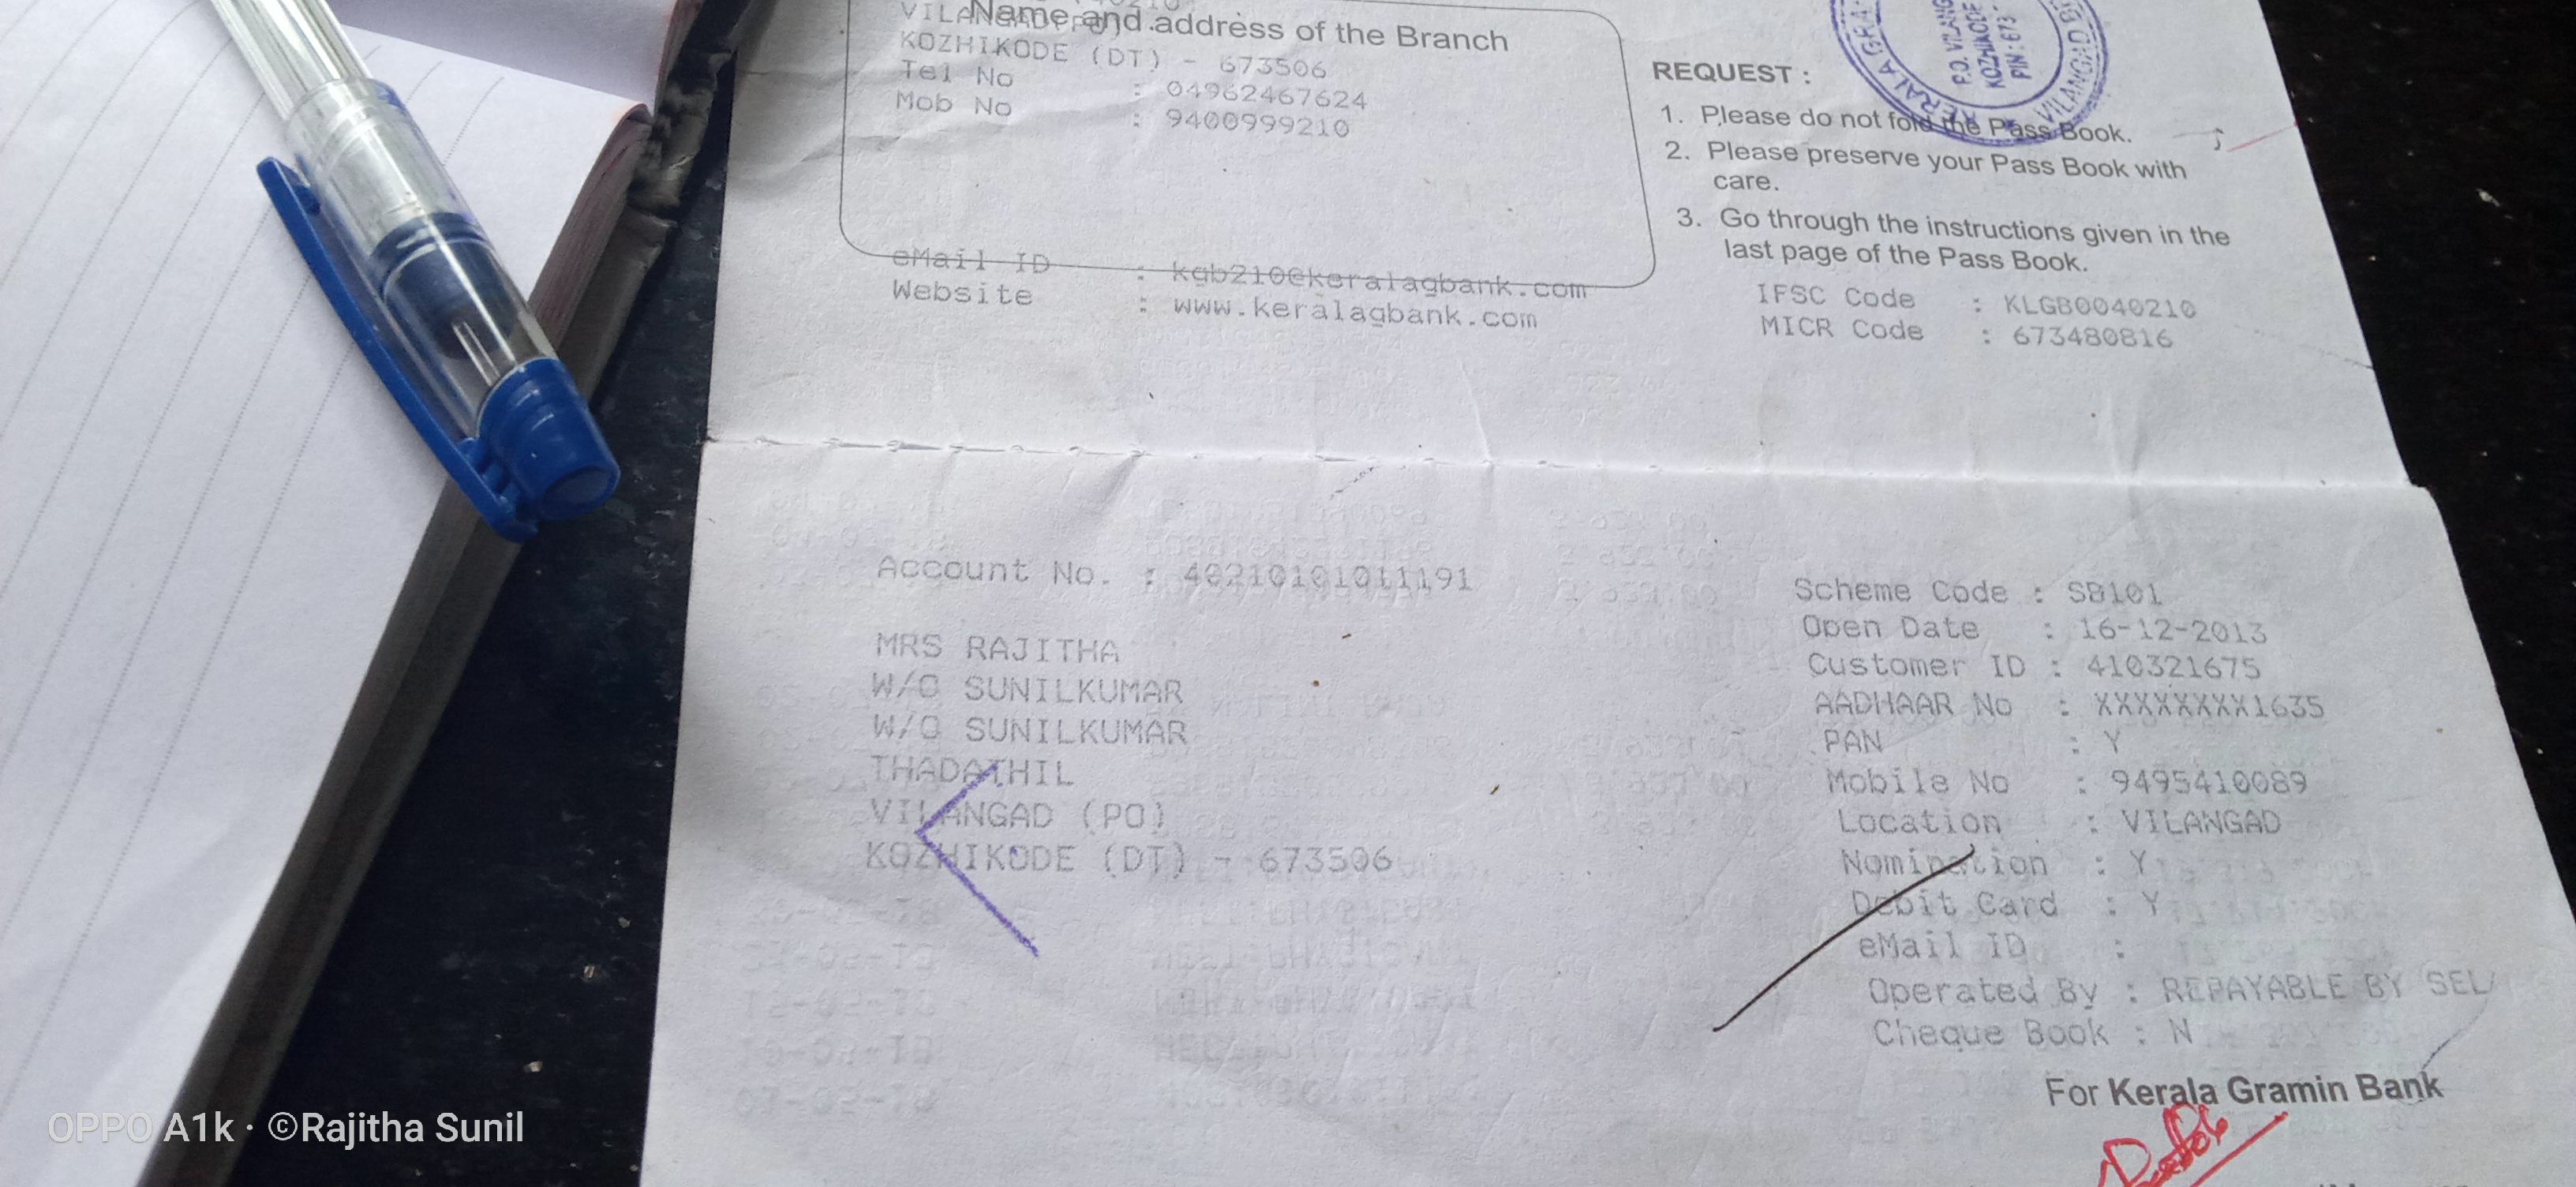 Name and address of the Branch
VILANGAD (PO)
KOZHIKODE (DT) - 673506
Tel No : 04962467624
Mob No : 9400999210
eMail ID : kgb210@keralagbank.com
Website : www.keralagbank.com
KERALA GRA
P.O. VILANG
KOZHIKODE
PIN : 673
VILANGAD
REQUEST :
1. Please do not fold the Pass Book.
2. Please preserve your Pass Book with
care.
3. Go through the instructions given in the
last page of the Pass Book.
IFSC Code : KLGB0040210
MICR Code : 673480816
Account No. : 40210101011191
MRS RAJITHA
W/O SUNILKUMAR
W/O SUNILKUMAR
THADATHIL
VILANGAD (PO)
KOZHIKODE (DT) - 673506
Scheme Code : SB101
Open Date : 16-12-2013
Customer ID : 410321675
AADHAAR No : XXXXXXXX1635
PAN : Y
Mobile No : 9495410089
Location : VILANGAD
Nomination : Y
Debit Card : Y
eMail ID :
Operated By : REPAYABLE BY SEL
Cheque Book : N
For Kerala Gramin Bank
OPPO A1k · ©Rajitha Sunil